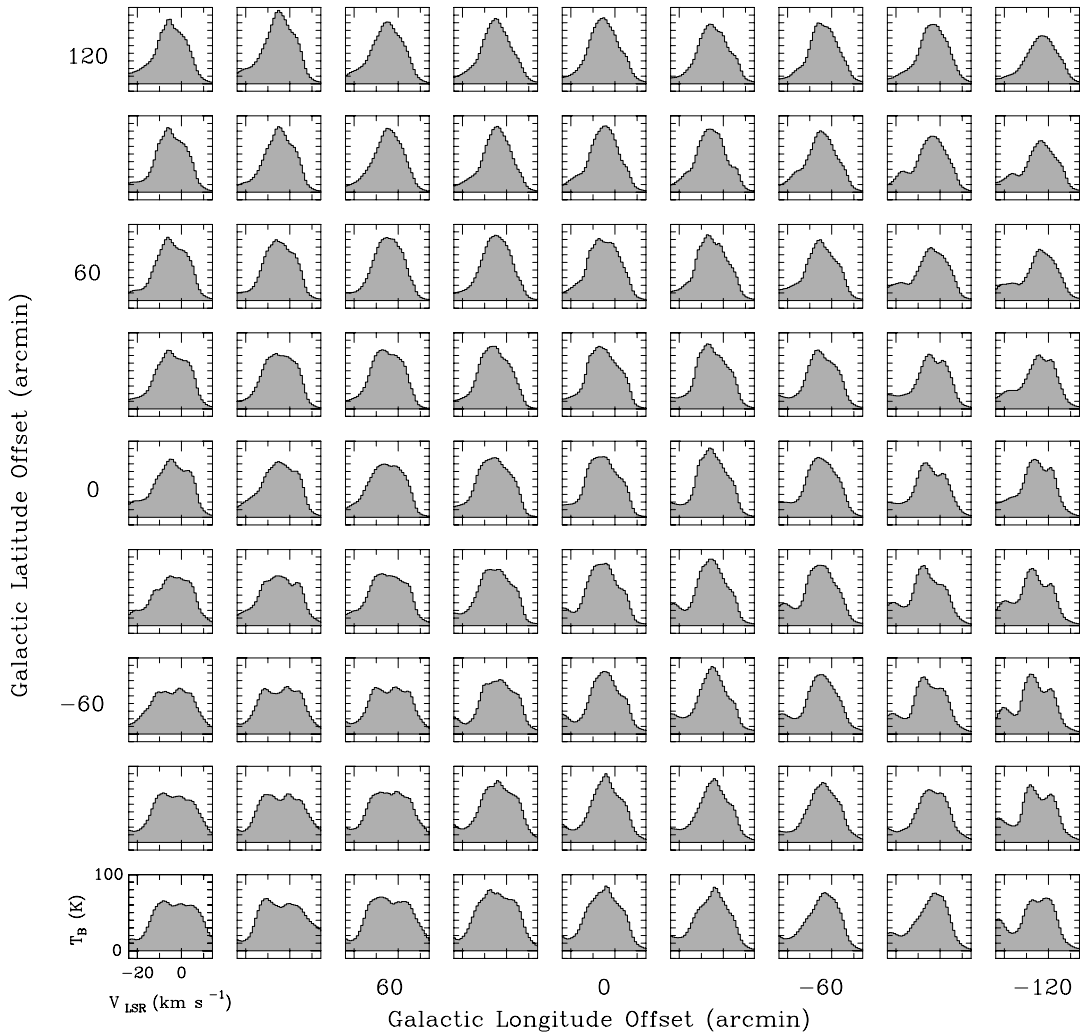 120
60
0
−60
Galactic Latitude Offset (arcmin)
100
0
T_B (K)
−20 0
V_LSR (km s^−1)
60 0 −60 −120
Galactic Longitude Offset (arcmin)